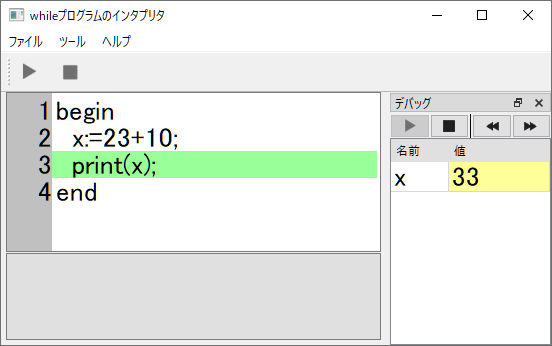 whileプログラムのインタプリタ
ファイル ツール ヘルプ
1 begin
2 x:=23+10;
3 print(x);
4 end
デバッグ
名前 値
x 33